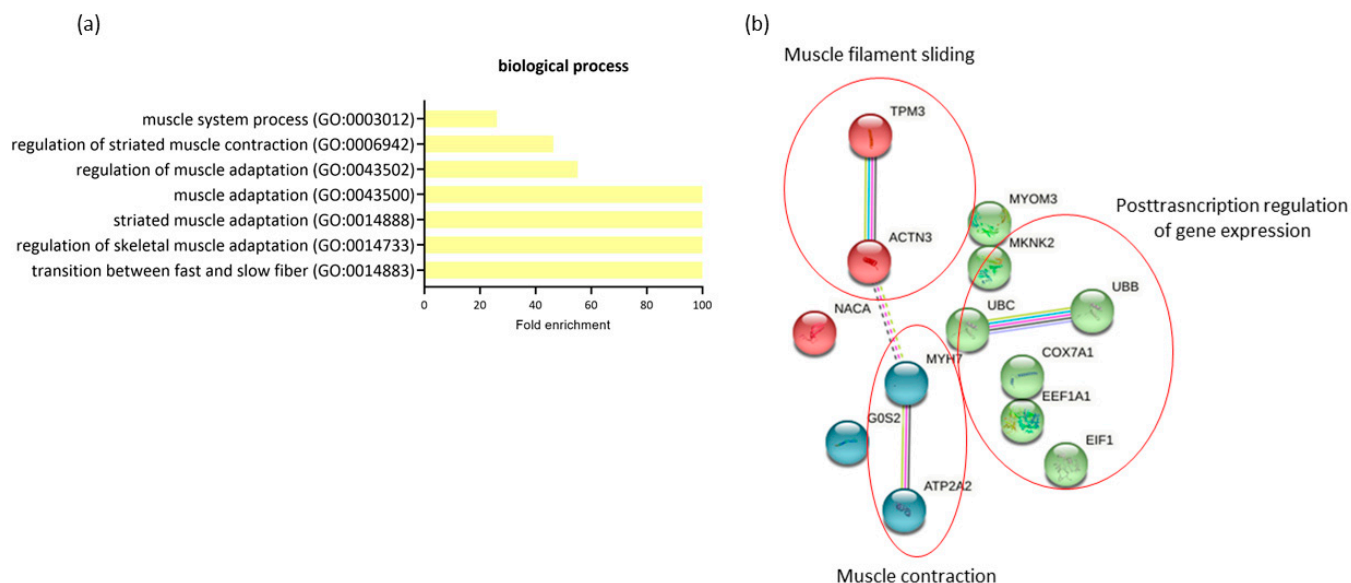 (a)
biological process
muscle system process (GO:0003012)
regulation of striated muscle contraction (GO:0006942)
regulation of muscle adaptation (GO:0043502)
muscle adaptation (GO:0043500)
striated muscle adaptation (GO:0014888)
regulation of skeletal muscle adaptation (GO:0014733)
transition between fast and slow fiber (GO:0014883)
0 20 40 60 80 100
Fold enrichment
(b)
Muscle filament sliding
TPM3
ACTN3
NACA
MYOM3
MKNK2
Posttrasncription regulation
of gene expression
UBC
UBB
COX7A1
EEF1A1
EIF1
MYH7
G0S2
ATP2A2
Muscle contraction